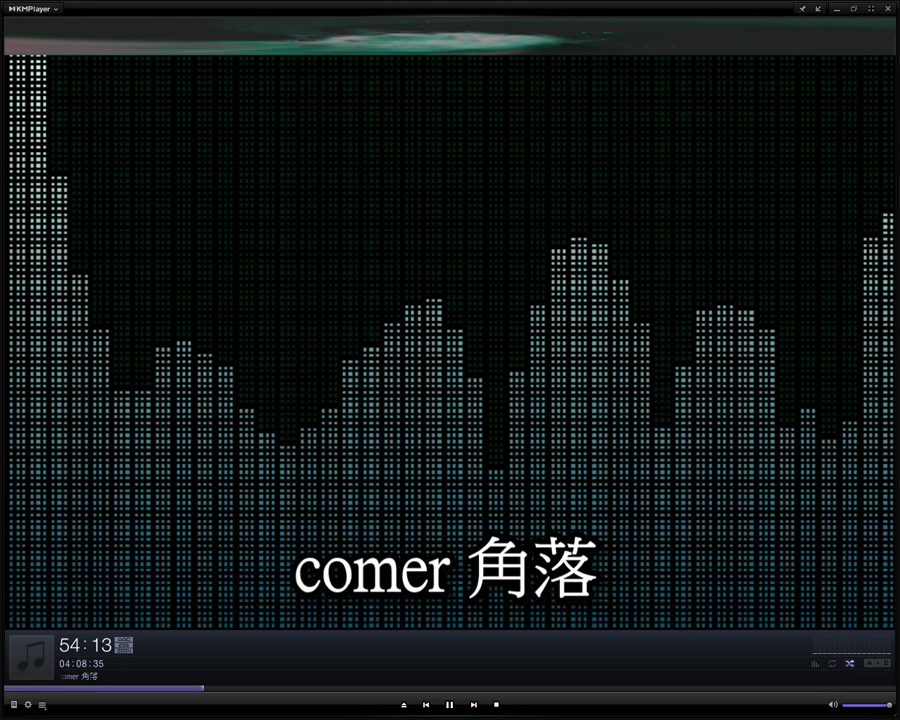 KMPlayer
comer 角落
54:13
04:08:35
comer 角落
A B